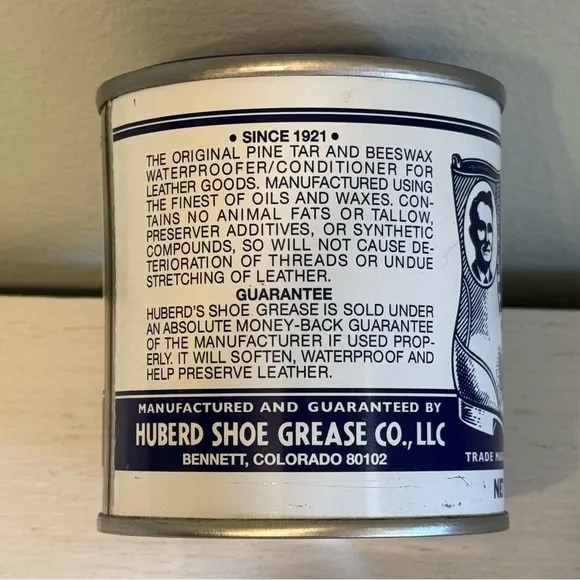 • SINCE 1921 •
THE ORIGINAL PINE TAR AND BEESWAX
WATERPROOFER/CONDITIONER FOR
LEATHER GOODS. MANUFACTURED USING
THE FINEST OF OILS AND WAXES. CON-
TAINS NO ANIMAL FATS OR TALLOW,
PRESERVER ADDITIVES, OR SYNTHETIC
COMPOUNDS, SO WILL NOT CAUSE DE-
TERIORATION OF THREADS OR UNDUE
STRETCHING OF LEATHER.
GUARANTEE
HUBERD'S SHOE GREASE IS SOLD UNDER
AN ABSOLUTE MONEY-BACK GUARANTEE
OF THE MANUFACTURER IF USED PROP-
ERLY. IT WILL SOFTEN, WATERPROOF AND
HELP PRESERVE LEATHER.
MANUFACTURED AND GUARANTEED BY
HUBERD SHOE GREASE CO., LLC
BENNETT, COLORADO 80102
TRADE